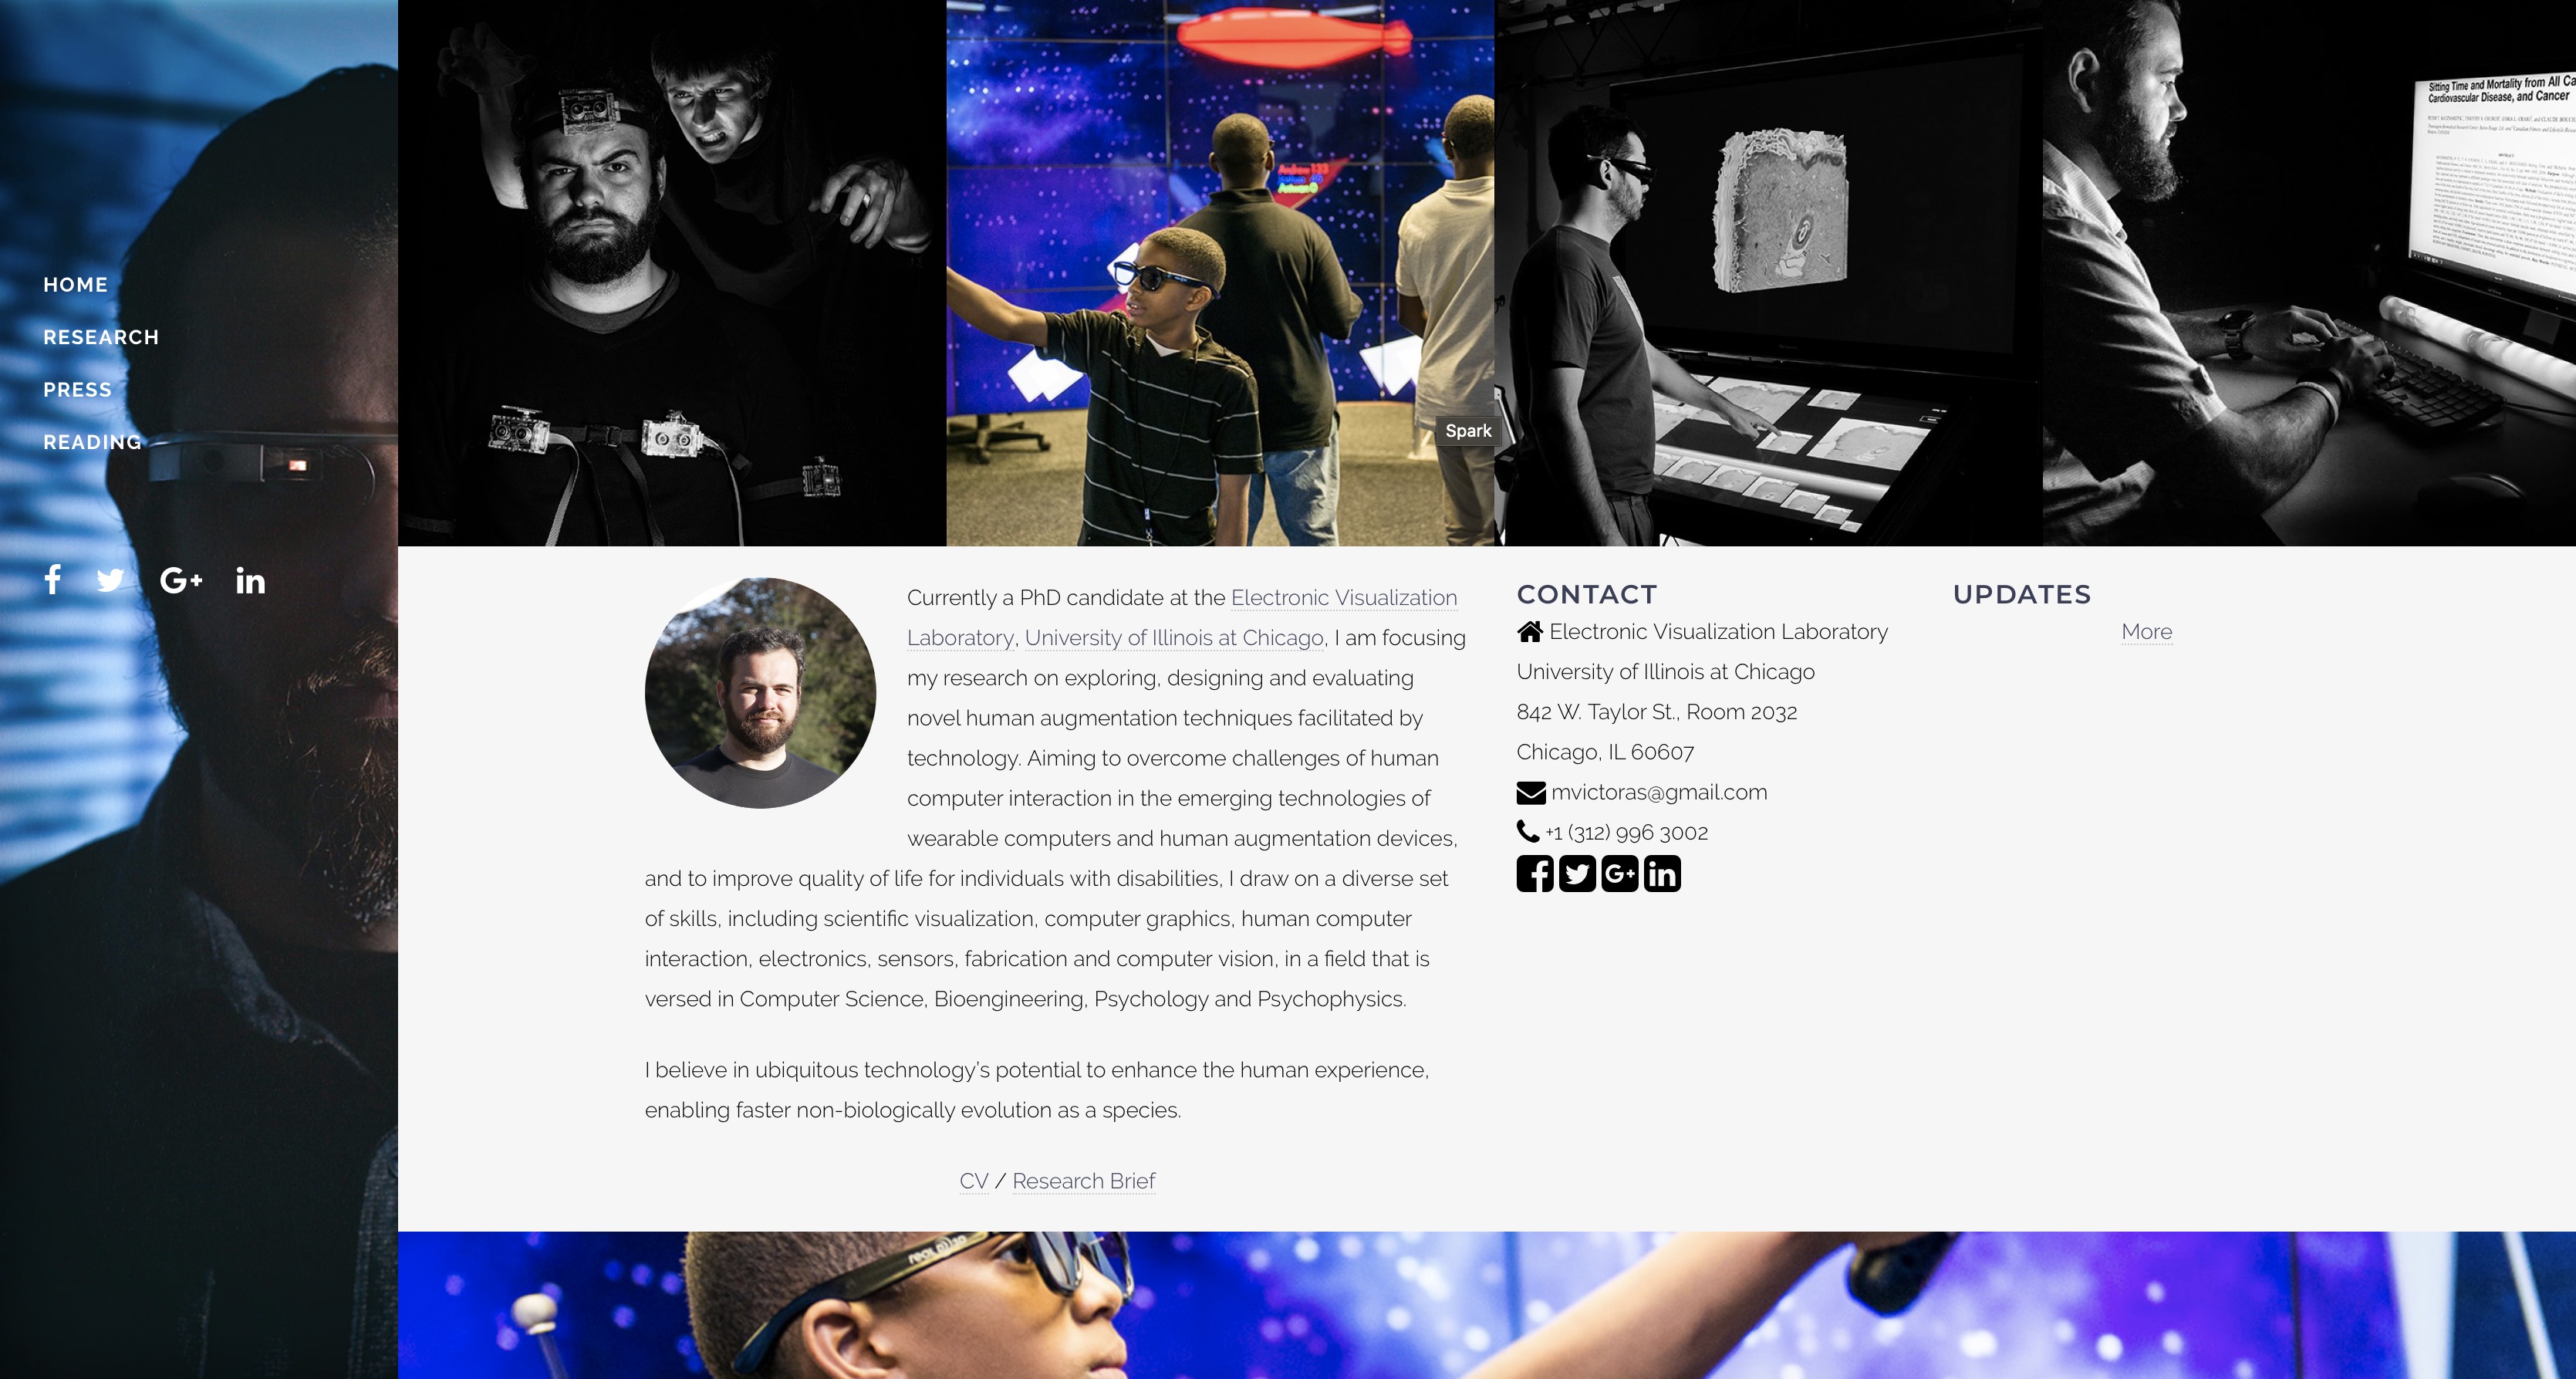 HOME
RESEARCH
PRESS
READING
G+
in
Andrew 133
Sitting Time and Mortality from All Ca
Cardiovascular Disease, and Cancer
Spark
Currently a PhD candidate at the Electronic Visualization
Laboratory, University of Illinois at Chicago, I am focusing
my research on exploring, designing and evaluating
novel human augmentation techniques facilitated by
technology. Aiming to overcome challenges of human
computer interaction in the emerging technologies of
wearable computers and human augmentation devices,
and to improve quality of life for individuals with disabilities, I draw on a diverse set
of skills, including scientific visualization, computer graphics, human computer
interaction, electronics, sensors, fabrication and computer vision, in a field that is
versed in Computer Science, Bioengineering, Psychology and Psychophysics.
I believe in ubiquitous technology's potential to enhance the human experience,
enabling faster non-biologically evolution as a species.
CV / Research Brief
CONTACT
Electronic Visualization Laboratory
University of Illinois at Chicago
842 W. Taylor St., Room 2032
Chicago, IL 60607
mvictoras@gmail.com
+1 (312) 996 3002
UPDATES
More